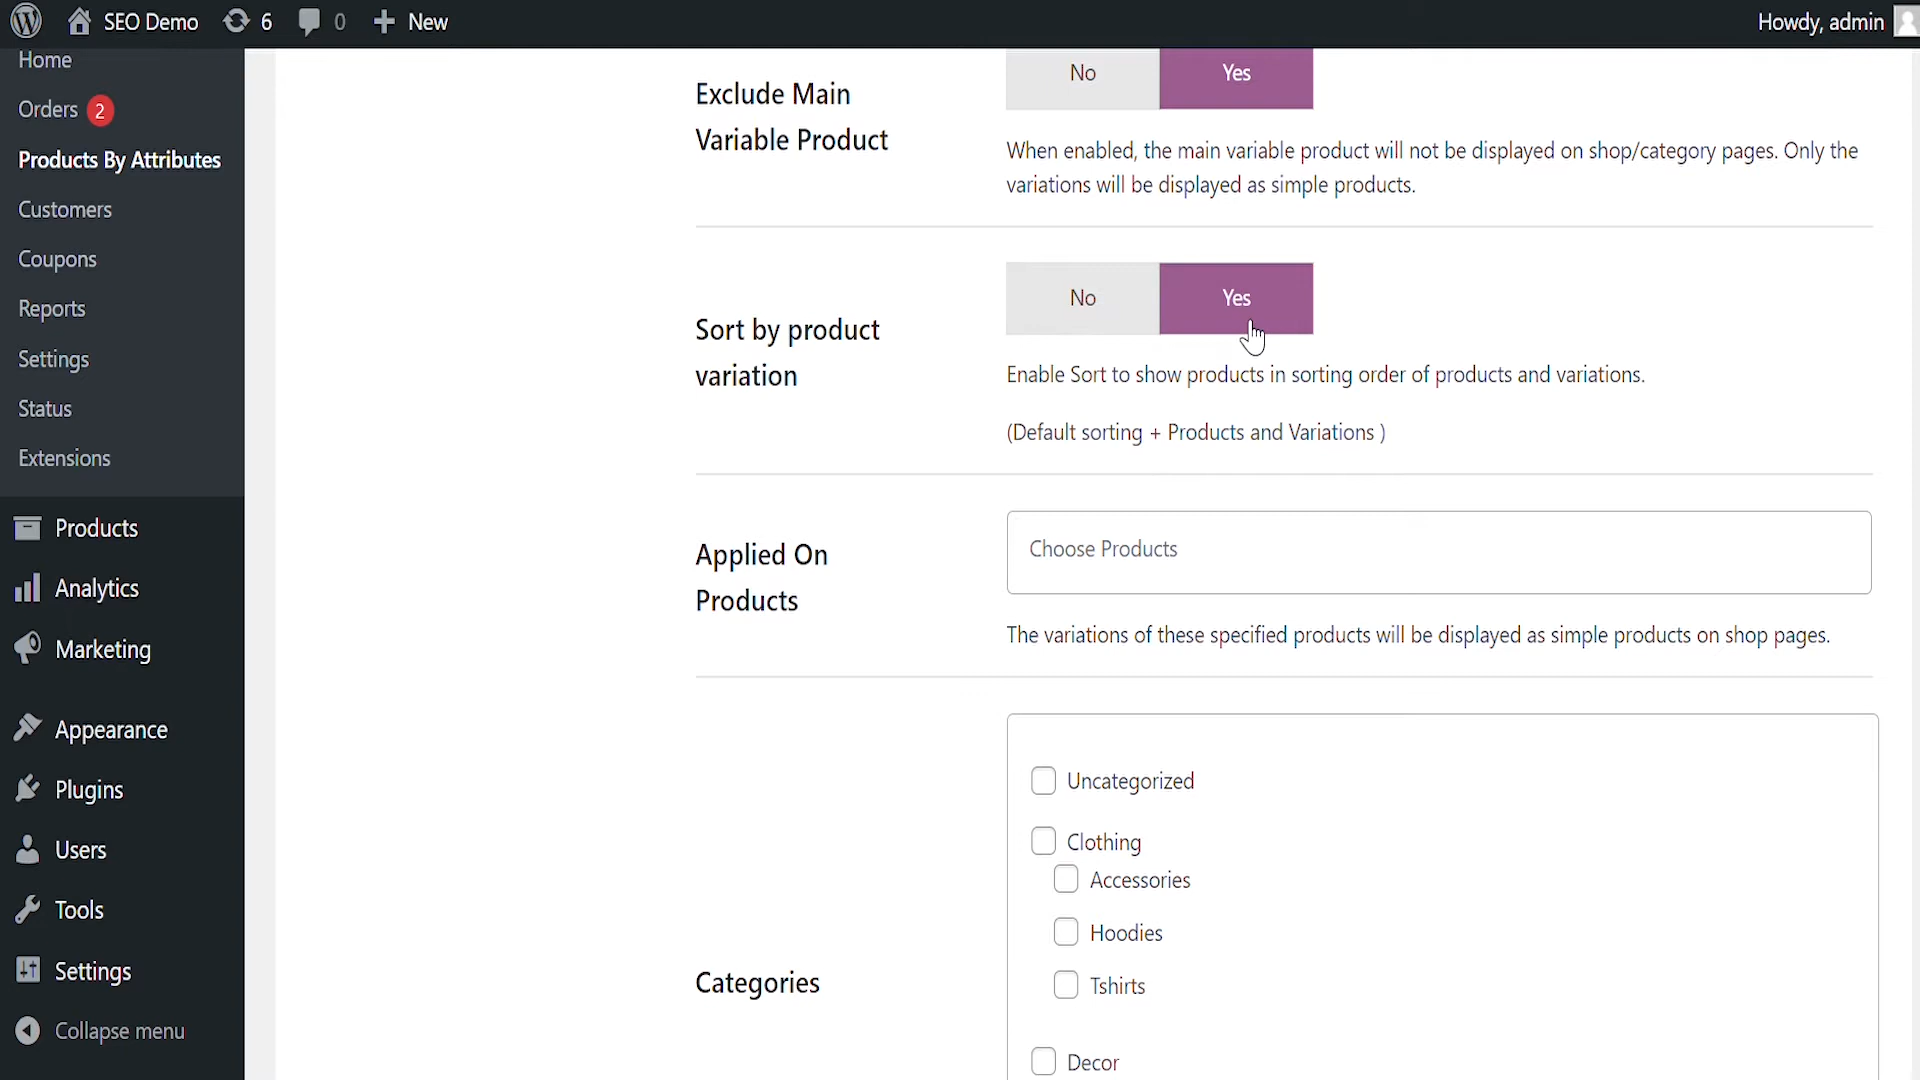 SEO Demo 6 0 + New Howdy, admin
Home
Orders 2
Products By Attributes
Customers
Coupons
Reports
Settings
Status
Extensions
Products
Analytics
Marketing
Appearance
Plugins
Users
Tools
Settings
Collapse menu
Exclude Main
Variable Product
No Yes
When enabled, the main variable product will not be displayed on shop/category pages. Only the
variations will be displayed as simple products.
Sort by product
variation
No Yes
Enable Sort to show products in sorting order of products and variations.
(Default sorting + Products and Variations )
Applied On
Products
Choose Products
The variations of these specified products will be displayed as simple products on shop pages.
Categories
Uncategorized
Clothing
Accessories
Hoodies
Tshirts
Decor